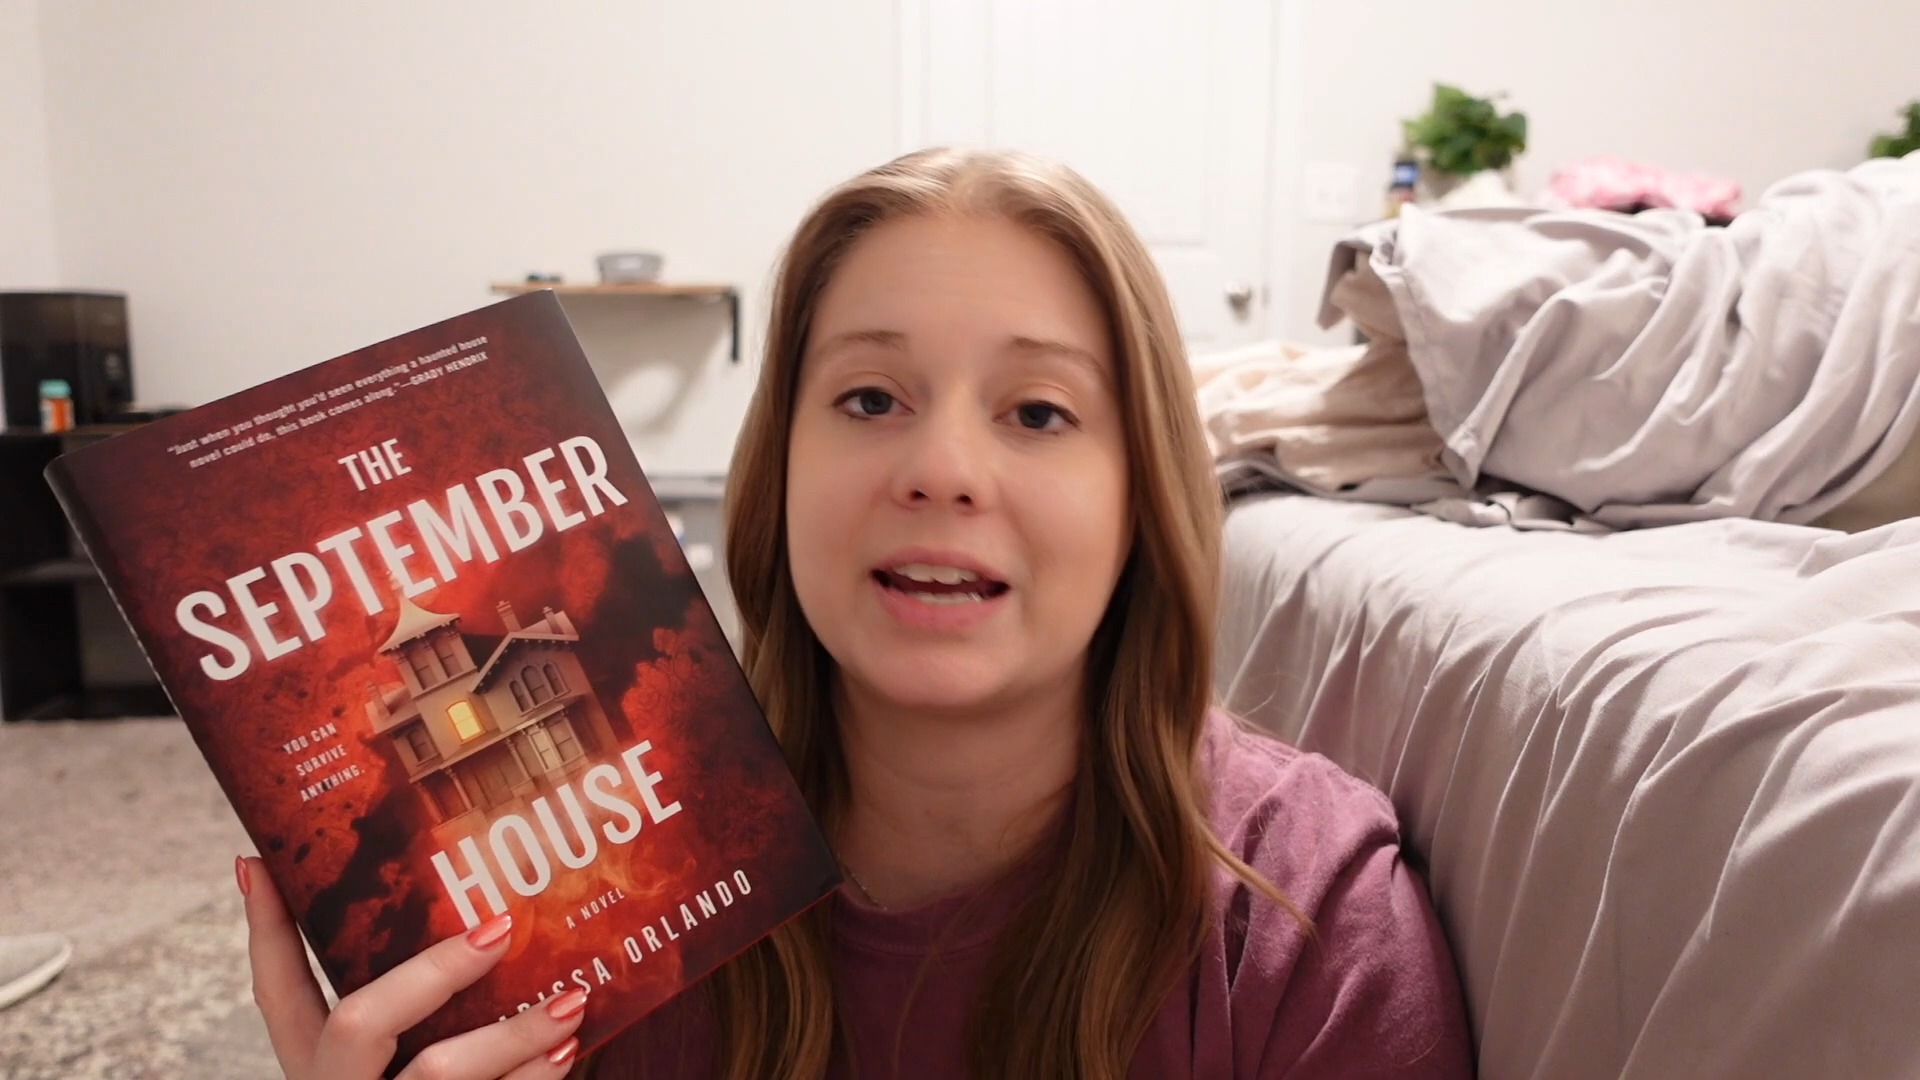 "Just when you thought you'd seen everything a haunted house
novel could do, this book comes along."—GRADY HENDRIX
THE
SEPTEMBER
YOU CAN
SURVIVE
ANYTHING.
HOUSE
A NOVEL
ORLANDO